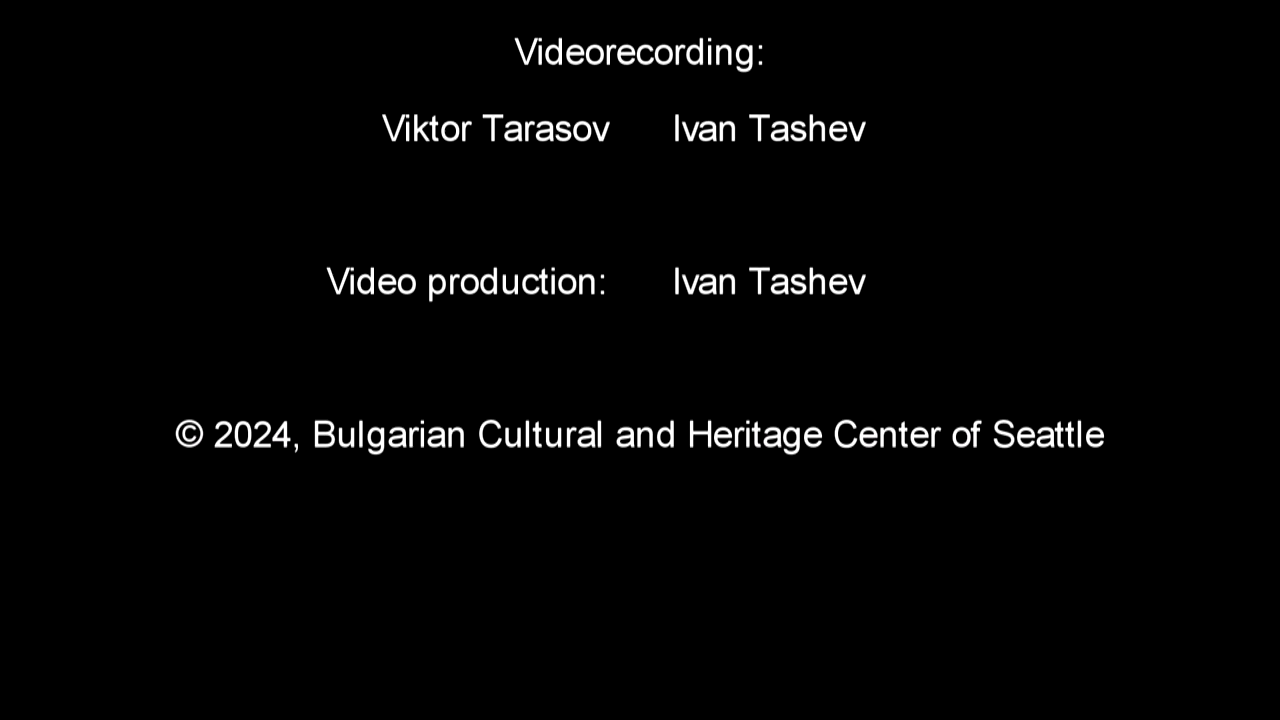 Videorecording:
Viktor Tarasov Ivan Tashev
Video production: Ivan Tashev
© 2024, Bulgarian Cultural and Heritage Center of Seattle